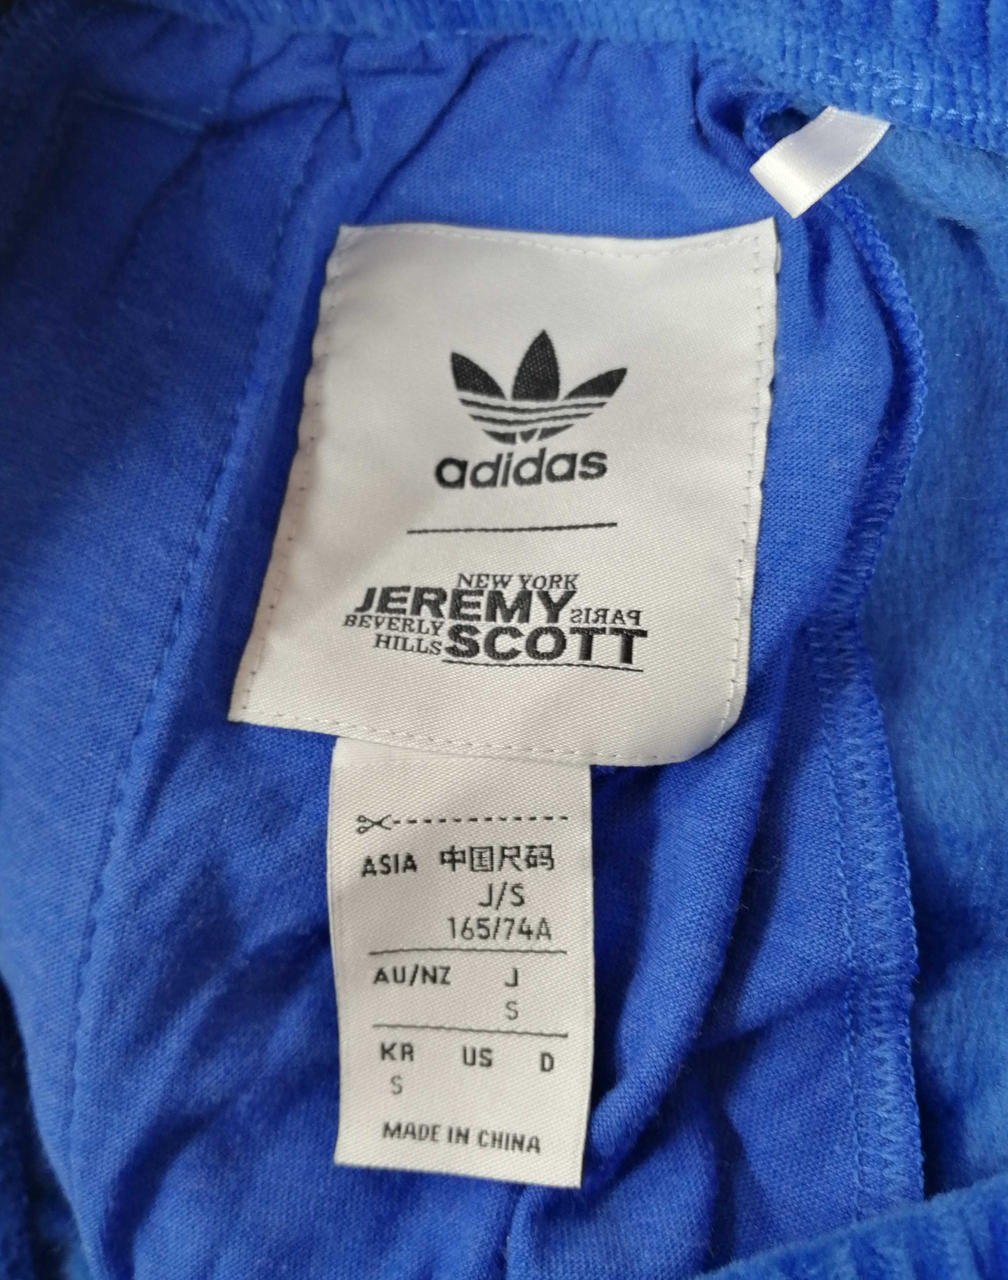 adidas
NEW YORK
JEREMY PARIS
BEVERLY HILLS SCOTT
ASIA 中国尺码
J/S
165/74A
AU/NZ J
S
KR US D
S
MADE IN CHINA